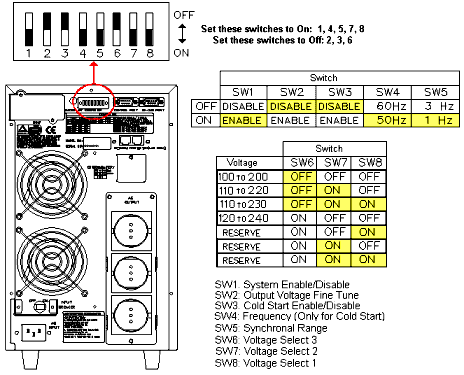 OFF
Set these switches to On: 1, 4, 5, 7, 8
Set these switches to Off: 2, 3, 6
1 2 3 4 5 6 7 8 ON
Switch
SW1 SW2 SW3 SW4 SW5
OFF DISABLE DISABLE DISABLE 60Hz 3 Hz
ON ENABLE ENABLE ENABLE 50Hz 1 Hz
Switch
Voltage SW6 SW7 SW8
100 to 200 OFF OFF OFF
110 to 220 OFF ON OFF
110 to 230 OFF ON ON
120 to 240 ON OFF OFF
RESERVE ON OFF ON
RESERVE ON ON OFF
RESERVE ON ON ON
SW1: System Enable/Disable
SW2: Output Voltage Fine Tune
SW3: Cold Start Enable/Disable
SW4: Frequency (Only for Cold Start)
SW5: Synchronal Range
SW6: Voltage Select 3
SW7: Voltage Select 2
SW8: Voltage Select 1
AC
OUTPUT
OFF
INPUT
BREAKER
INPUT